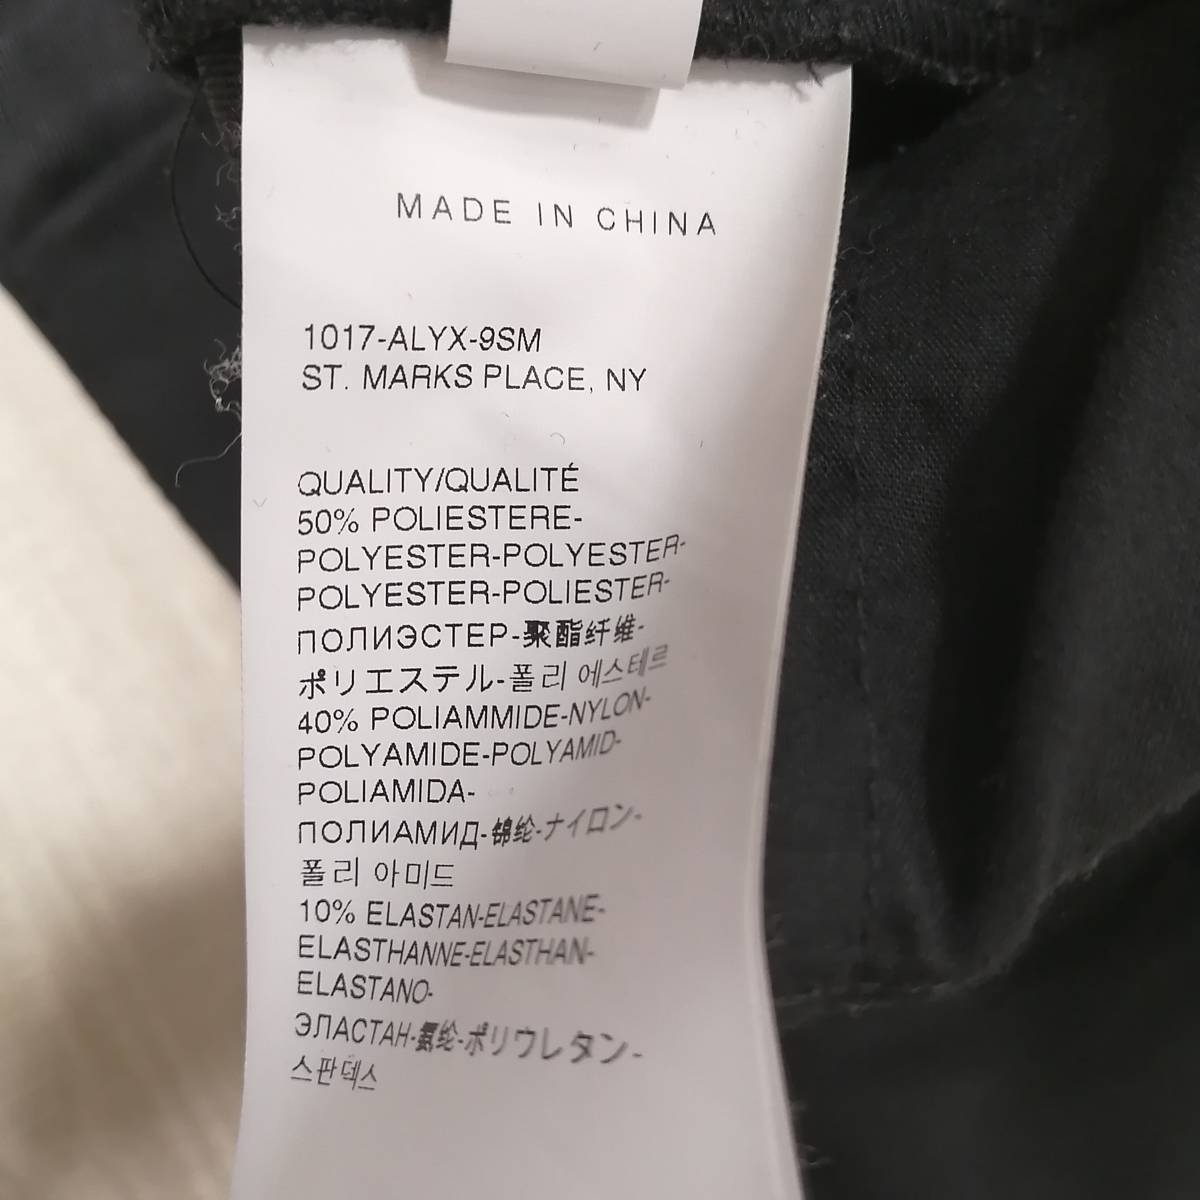 MADE IN CHINA
1017-ALYX-9SM
ST. MARKS PLACE, NY
QUALITY/QUALITÉ
50% POLIESTERE-
POLYESTER-POLYESTER-
POLYESTER-POLIESTER-
ПОЛИЭСТЕР-聚酯纤维-
ポリエステル-폴리 에스테르
40% POLIAMMIDE-NYLON-
POLYAMIDE-POLYAMID-
POLIAMIDA-
ПОЛИАМИД-锦纶-ナイロン-
폴리 아미드
10% ELASTAN-ELASTANE-
ELASTHANNE-ELASTHAN-
ELASTANO-
ЭЛАСТАН-氨纶-ポリウレタン-
스판덱스